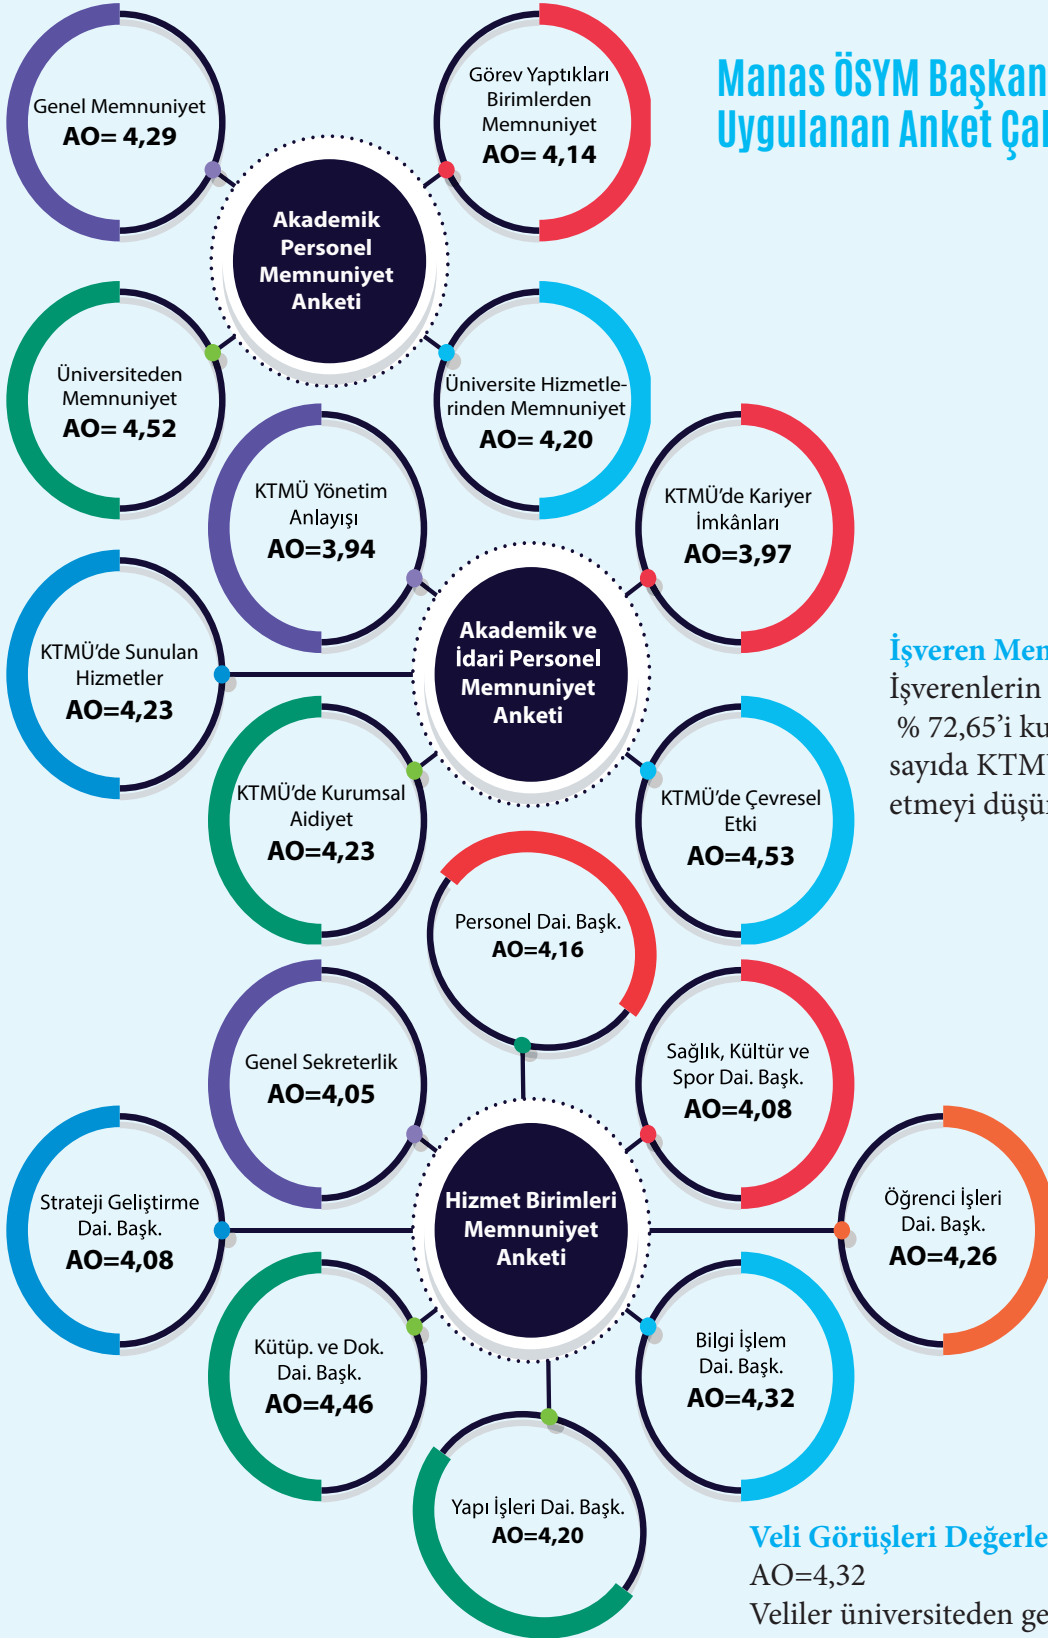 Manas ÖSYM Başkan
Uygulanan Anket
Genel Memnuniyet
AO= 4,29
Görev Yaptıkları
Birimlerden
Memnuniyet
AO= 4,14
Akademik
Personel
Memnuniyet
Anketi
Üniversiteden
Memnuniyet
AO= 4,52
Üniversite Hizmetle-
rinden Memnuniyet
AO= 4,20
KTMÜ Yönetim
Anlayışı
AO=3,94
KTMÜ’de Kariyer
İmkânları
AO=3,97
KTMÜ’de Sunulan
Hizmetler
AO=4,23
Akademik ve
İdari Personel
Memnuniyet
Anketi
KTMÜ’de Kurumsal
Aidiyet
AO=4,23
KTMÜ’de Çevresel
Etki
AO=4,53
İşveren
İşverenlerin
% 72,65’i
sayıda
etmeyi
Personel Dai. Başk.
AO=4,16
Genel Sekreterlik
AO=4,05
Sağlık, Kültür ve
Spor Dai. Başk.
AO=4,08
Strateji Geliştirme
Dai. Başk.
AO=4,08
Hizmet Birimleri
Memnuniyet
Anketi
Öğrenci İşleri
Dai. Başk.
AO=4,26
Kütüp. ve Dok.
Dai. Başk.
AO=4,46
Bilgi İşlem
Dai. Başk.
AO=4,32
Yapı İşleri Dai. Başk.
AO=4,20
Veli Görüşleri Değerle
AO=4,32
Veliler üniversiteden ge